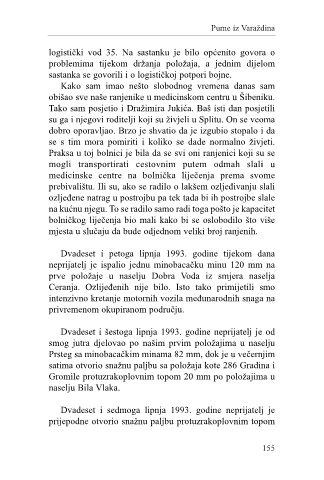 Pume iz Varaždina
logistički vod 35. Na sastanku je bilo općenito govora o
problemima tijekom držanja položaja, a jednim dijelom
sastanka se govorili i o logističkoj potpori bojne.
Kako sam imao nešto slobodnog vremena danas sam
obišao sve naše ranjenike u medicinskom centru u Šibeniku.
Tako sam posjetio i Dražimira Jukića. Baš isti dan posjetili
su ga i njegovi roditelji koji su živjeli u Splitu. On se veoma
dobro oporavljao. Brzo je shvatio da je izgubio stopalo i da
se s tim mora pomiriti i koliko se dade normalno živjeti.
Praksa u toj bolnici je bila da se svi oni ranjenici koji su se
mogli transportirati cestovnim putem odmah slali u
medicinske centre na bolnička liječenja prema svome
prebivalištu. Ili su, ako se radilo o lakšem ozljeđivanju slali
ozljeđene natrag u postrojbu pa tek tada bi ih postrojbe slale
na kućnu njegu. To se radilo samo radi toga pošto je kapacitet
bolničkog liječenja bio mali kako bi se oslobodilo što više
mjesta u slučaju da bude odjednom veliki broj ranjenih.
Dvadeset i petoga lipnja 1993. godine tijekom dana
neprijatelj je ispalio jednu minobacačku minu 120 mm na
prve položaje u naselju Dobra Voda iz smjera naselja
Ceranja. Ozlijeđenih nije bilo. Isto tako primijetili smo
intenzivno kretanje motornih vozila međunarodnih snaga na
privremenom okupiranom području.
Dvadeset i šestoga lipnja 1993. godine neprijatelj je od
smog jutra djelovao po našim prvim položajima u naselju
Prsteg sa minobacačkim minama 82 mm, dok je u večernjim
satima otvorio snažnu paljbu sa položaja kote 286 Gradina i
Gromile protuzrakoplovnim topom 20 mm po položajima u
naselju Bila Vlaka.
Dvadeset i sedmoga lipnja 1993. godine neprijatelj je
prijepodne otvorio snažnu paljbu protuzrakoplovnim topom
155